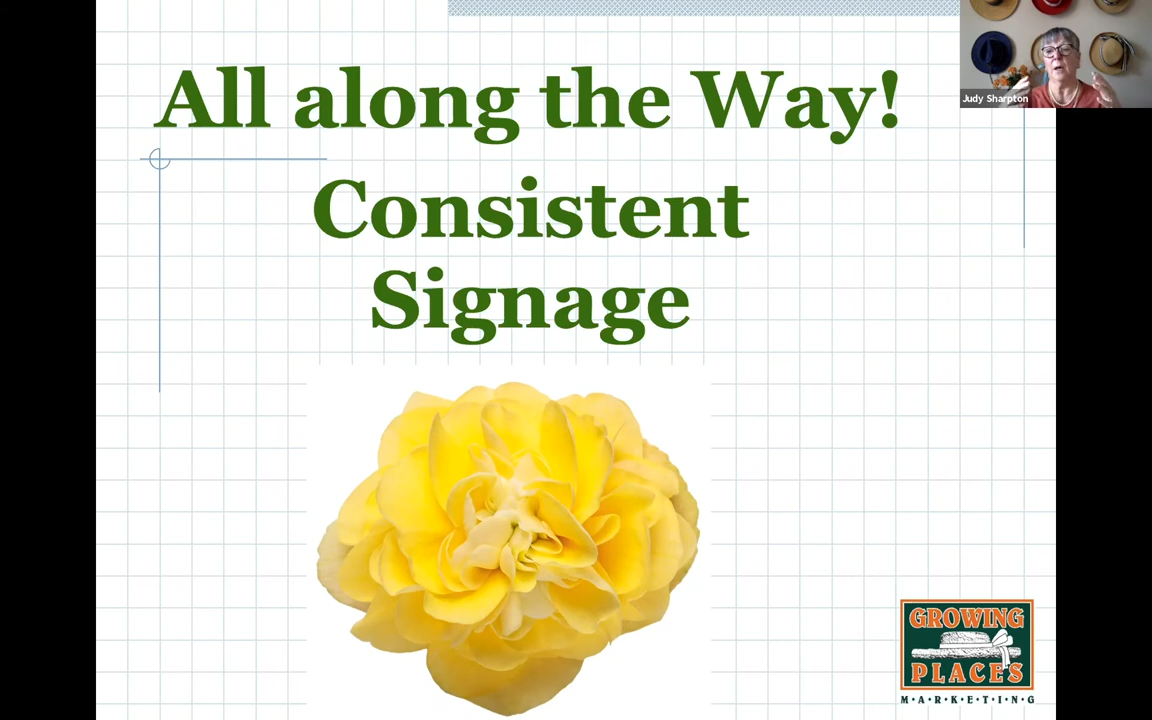 All along the Way!
Judy Sharpton
Consistent
Signage
GROWING
PLACES
M·A·R·K·E·T·I·N·G